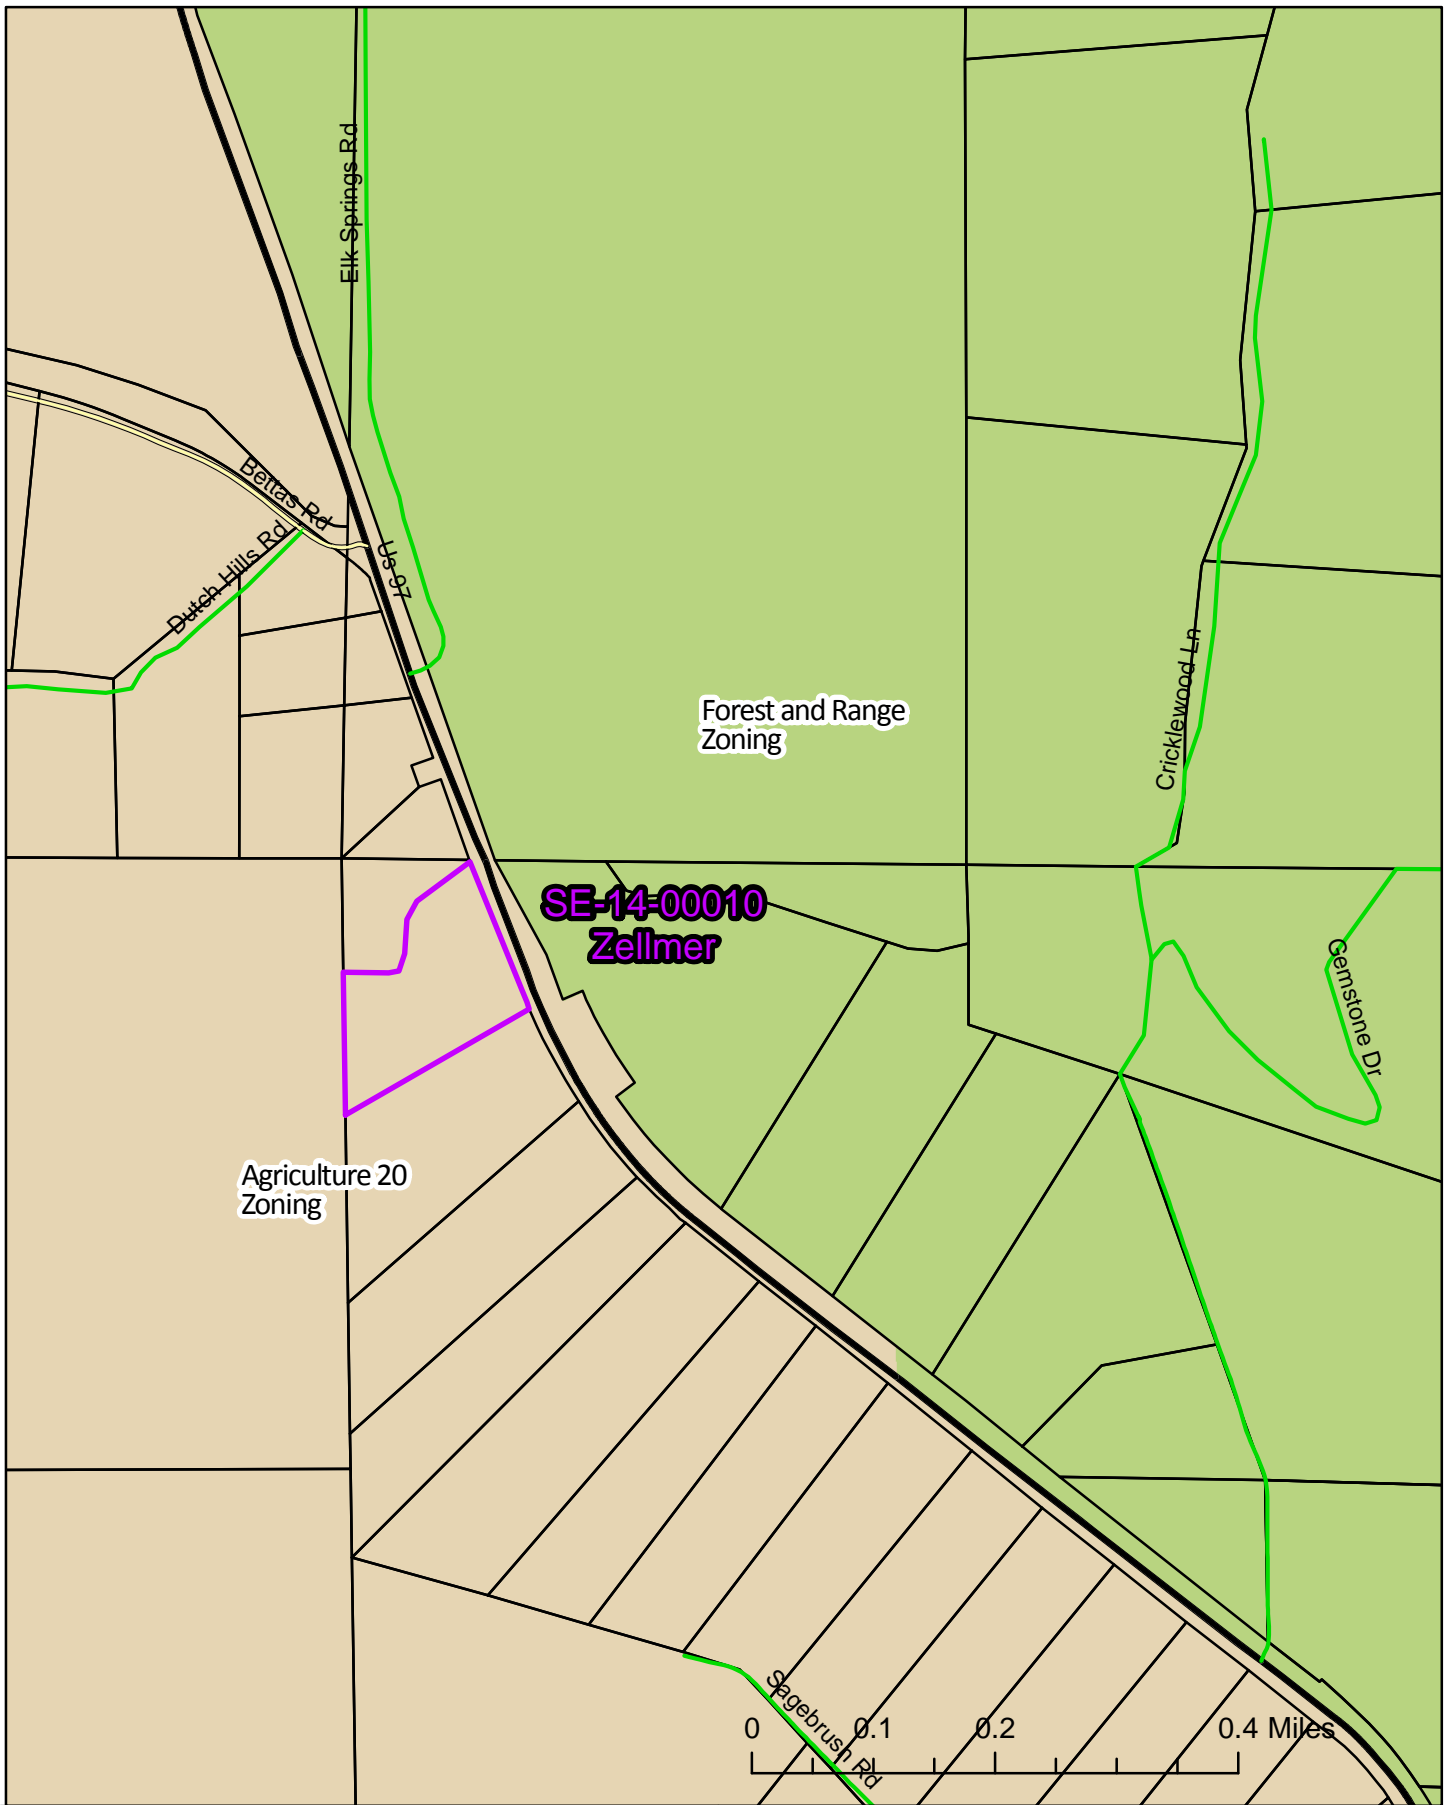 Elk Springs Rd
Bettas Rd
Dutch Hills Rd
Us 97
Cricklewood Ln
Forest and Range
Zoning
SE-14-00010
Zellmer
Gemstone Dr
Agriculture 20
Zoning
Sagebrush Rd
0 0.1 0.2 0.4 Miles